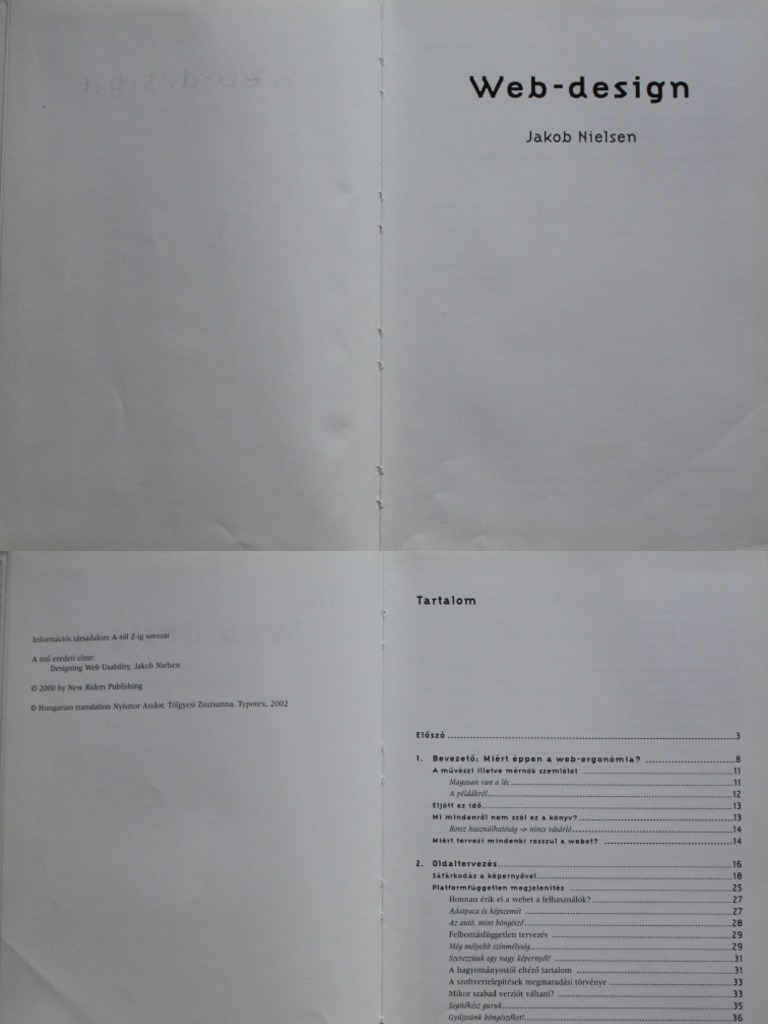 Web-design
Jakob Nielsen
Információs társadalom A-tól Z-ig sorozat
A mű eredeti címe:
Designing Web Usability, Jakob Nielsen
© 2000 by New Riders Publishing
© Hungarian translation Nyisztor Andor, Tölgyesi Zsuzsanna, Typotex, 2002
Tartalom
Előszó ........ 3
1. Bevezető: Miért éppen a web-ergonómia? ........ 8
A művészi illetve mérnök szemlélet ........ 11
Magasan van a léc ........ 11
A példákról ........ 12
Eljött az idő ........ 13
Mi mindenről nem szól ez a könyv? ........ 13
Rossz használhatóság -> nincs vásárló ........ 14
Miért tervezi mindenki rosszul a webet? ........ 14
2. Oldaltervezés ........ 16
Sáfárkodás a képernyővel ........ 18
Platformfüggetlen megjelenítés ........ 25
Honnan érik el a webet a felhasználók? ........ 27
Adatpaca és képszemét ........ 27
Az autó, mint böngésző ........ 28
Felbontásfüggetlen tervezés ........ 29
Még mélyebb színmélység ........ 29
Szerezzünk egy nagy képernyőt! ........ 31
A hagyományostól eltérő tartalom ........ 31
A szoftvertelepítések megmaradási törvénye ........ 33
Mikor szabad verziót váltani? ........ 33
Segítőkész guruk ........ 35
Gyűjtsünk böngészőket! ........ 36